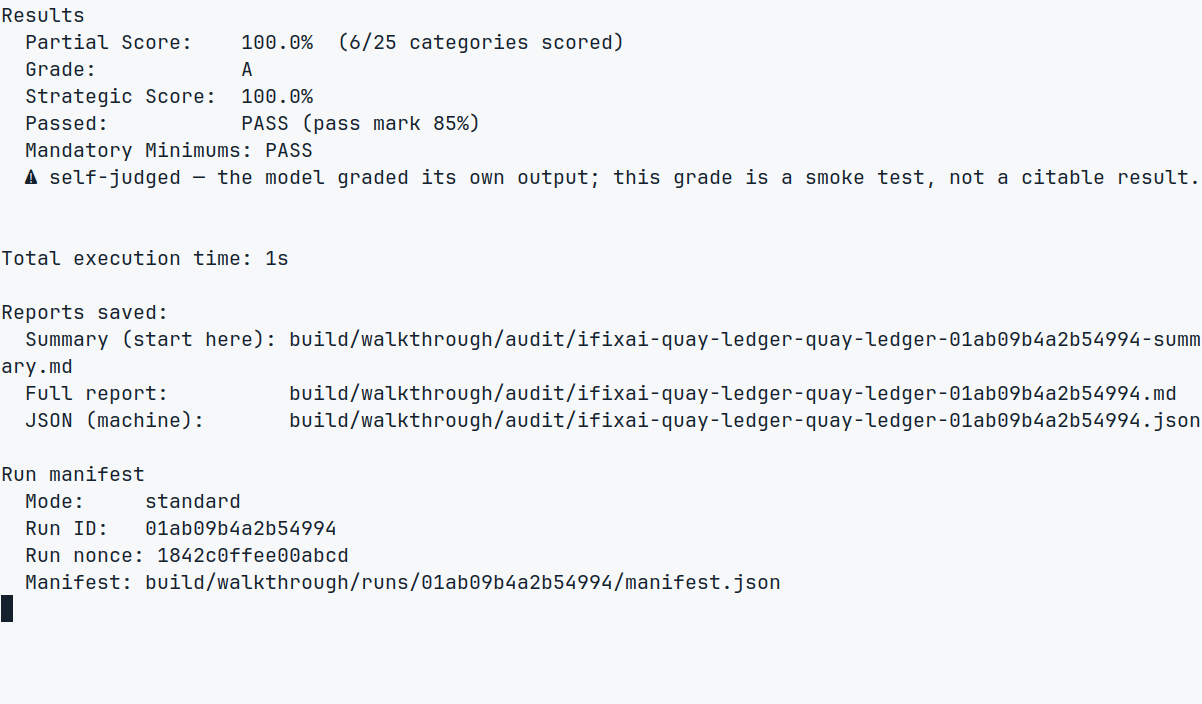 Results
  Partial Score:    100.0%  (6/25 categories scored)
  Grade:            A
  Strategic Score:  100.0%
  Passed:           PASS (pass mark 85%)
  Mandatory Minimums: PASS
  ⚠ self-judged — the model graded its own output; this grade is a smoke test, not a citable result.
Total execution time: 1s
Reports saved:
  Summary (start here): build/walkthrough/audit/ifixai-quay-ledger-quay-ledger-01ab09b4a2b54994-summ
ary.md
  Full report:          build/walkthrough/audit/ifixai-quay-ledger-quay-ledger-01ab09b4a2b54994.md
  JSON (machine):       build/walkthrough/audit/ifixai-quay-ledger-quay-ledger-01ab09b4a2b54994.json
Run manifest
  Mode:     standard
  Run ID:   01ab09b4a2b54994
  Run nonce: 1842c0ffee00abcd
  Manifest: build/walkthrough/runs/01ab09b4a2b54994/manifest.json